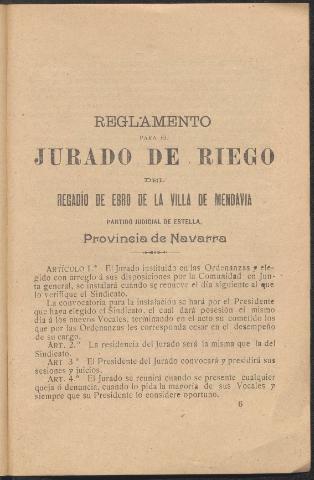 REGLAMENTO
PARA EL
JURADO DE RIEGO
DEL
REGADÍO DE EBRO DE LA VILLA DE MENDAVIA
PARTIDO JUDICIAL DE ESTELLA.
Provincia de Navarra
ARTÍCULO 1.º El Jurado instituído en las Ordenanzas y ele-
gido con arreglo á sus disposiciones por la Comunidad en Jun-
ta general, se instalará cuando se renueve el día siguiente al que
lo verifique el Sindicato.
La convocatoria para la instalación se hará por el Presidente
que haya elegido el Sindicato, el cual dará posesión el mismo
día á los nuevos Vocales, terminando en el acto su cometido los
que por las Ordenanzas les corresponda cesar en el desempeño
de su cargo.
ART. 2.º La residencia del Jurado será la misma que la del
Sindicato.
ART 3º El Presidente del Jurado convocará y presidirá sus
sesiones y juicios.
ART. 4.º El Jurado se reunirá cuando se presente cualquier
queja ó denuncia, cuando lo pida la mayoría de sus Vocales y
siempre que su Presidente lo considere oportuno.
6